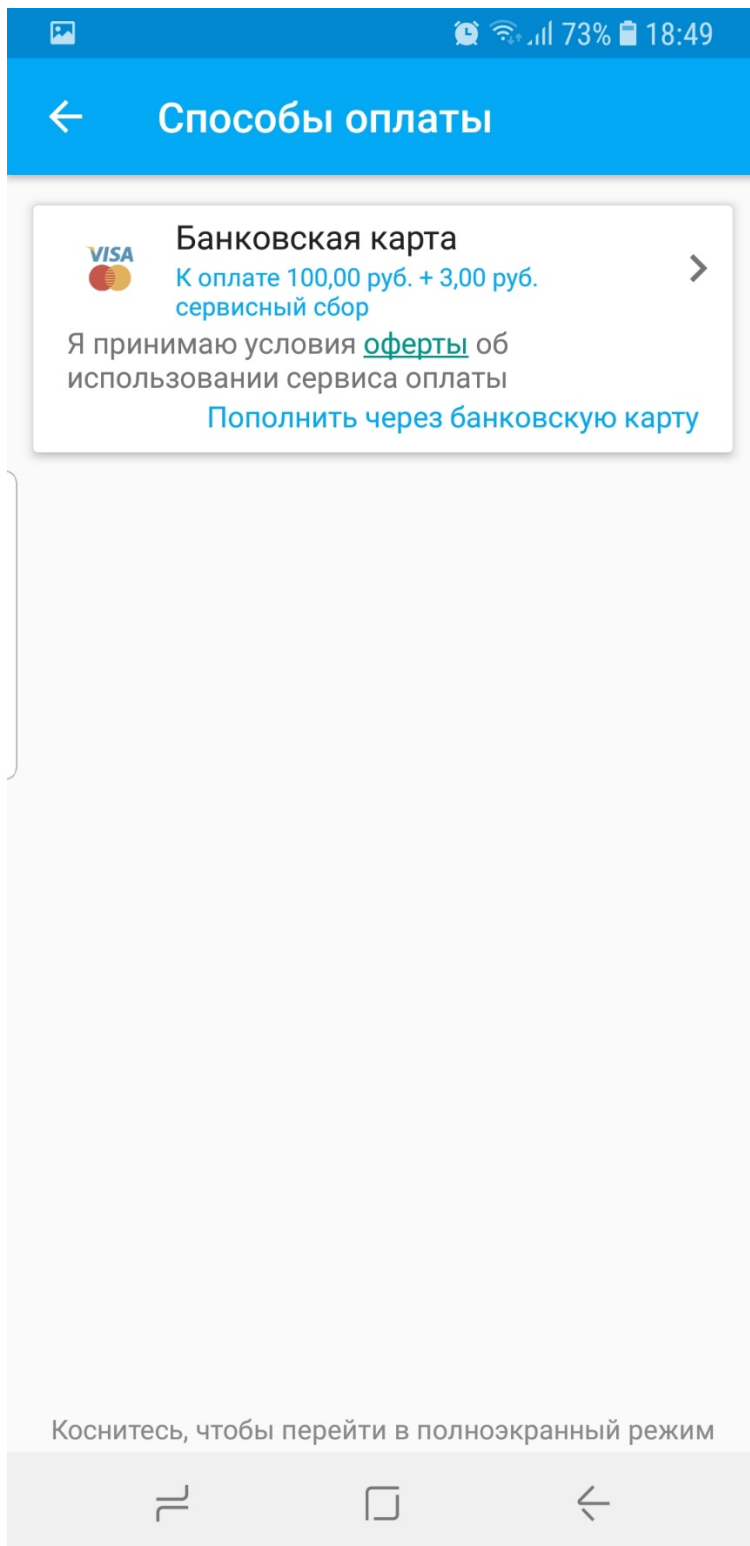 73% 18:49
Способы оплаты
VISA
Банковская карта
К оплате 100,00 руб. + 3,00 руб.
сервисный сбор
Я принимаю условия оферты об
использовании сервиса оплаты
Пополнить через банковскую карту
Коснитесь, чтобы перейти в полноэкранный режим